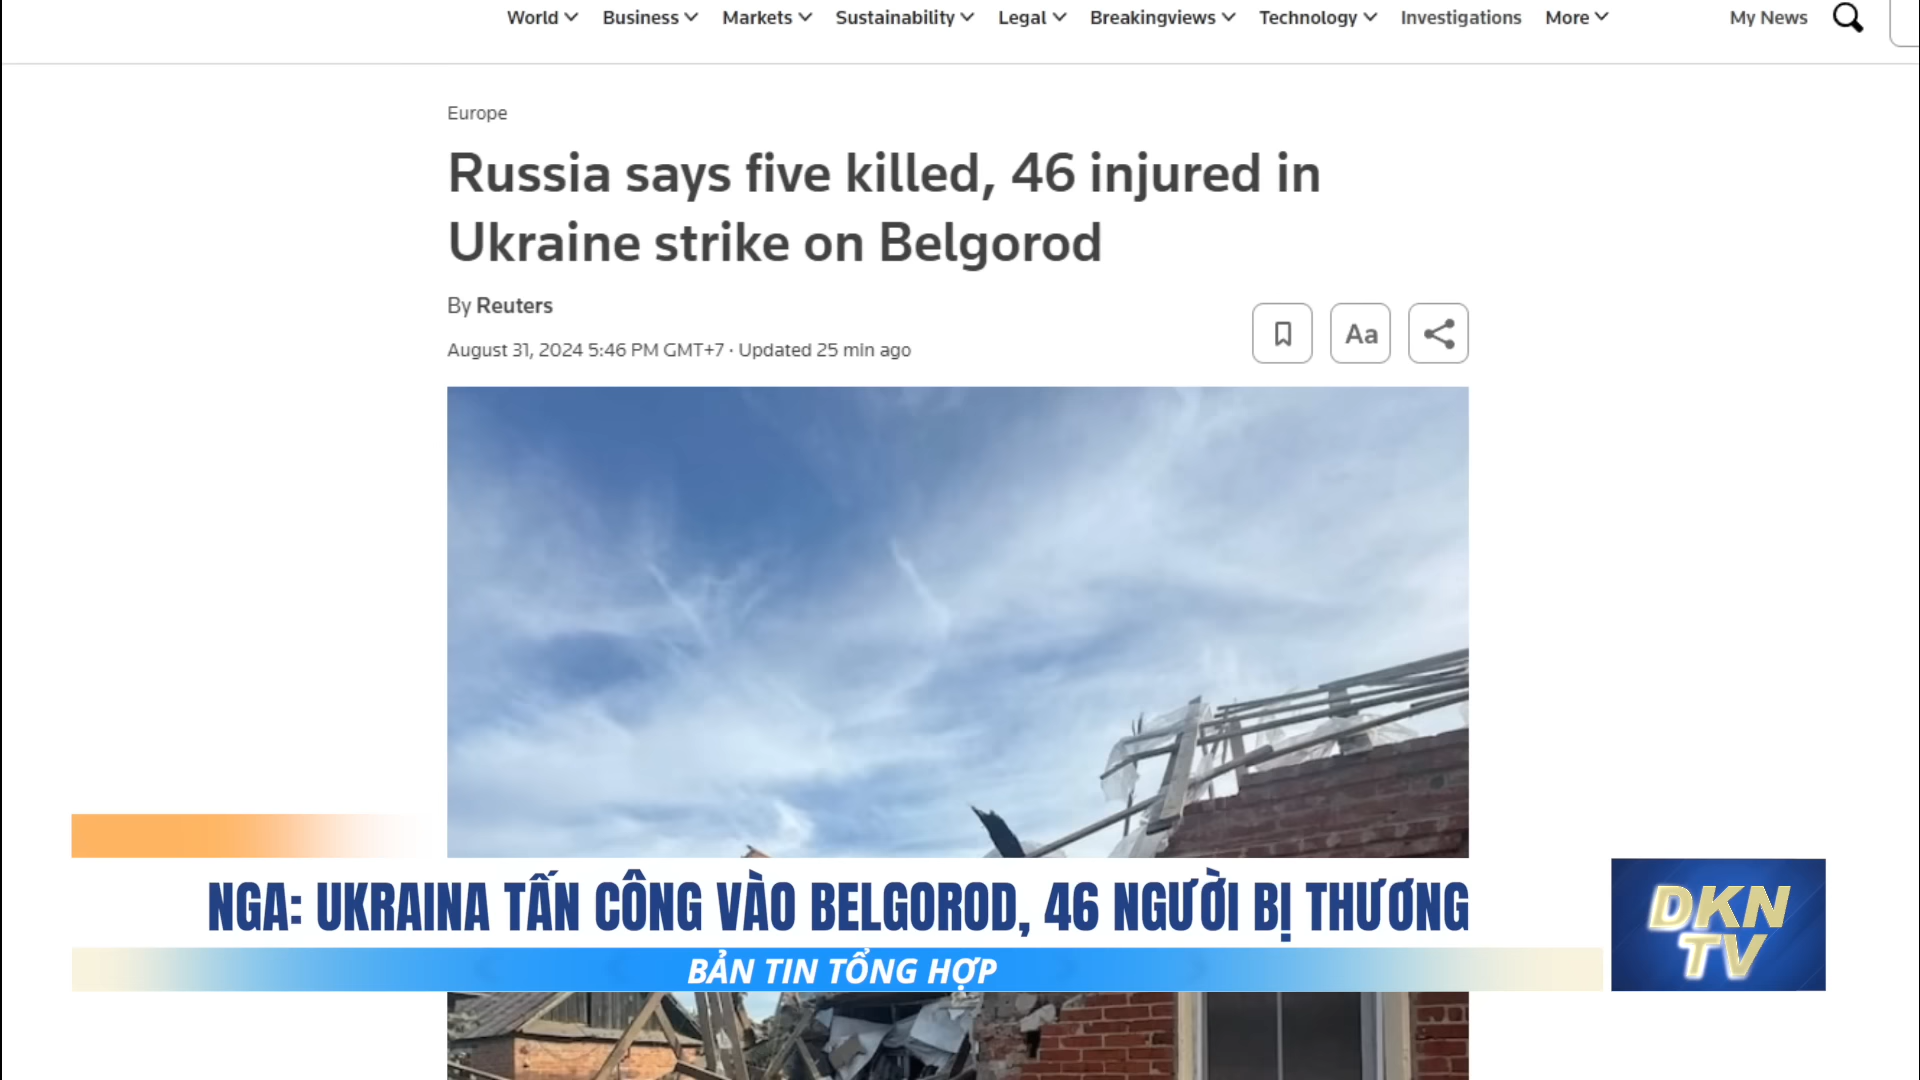 World Business Markets Sustainability Legal Breakingviews Technology Investigations More My News
Europe
Russia says five killed, 46 injured in
Ukraine strike on Belgorod
By Reuters
August 31, 2024 5:46 PM GMT+7 · Updated 25 min ago
Aa
NGA: UKRAINA TẤN CÔNG VÀO BELGOROD, 46 NGƯỜI BỊ THƯƠNG
BẢN TIN TỔNG HỢP
DKN
TV